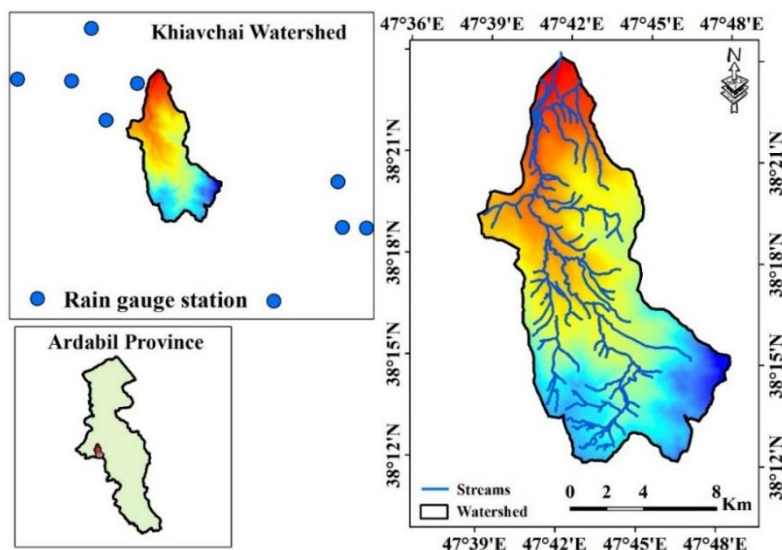 Khiavchai Watershed
Rain gauge station
Ardabil Province
47°36'E 47°39'E 47°42'E 47°45'E 47°48'E
N
38°21'N
38°21'N
38°18'N
38°18'N
38°15'N
38°15'N
38°12'N
38°12'N
Streams
Watershed
0 2 4 8
Km
47°39'E 47°42'E 47°45'E 47°48'E